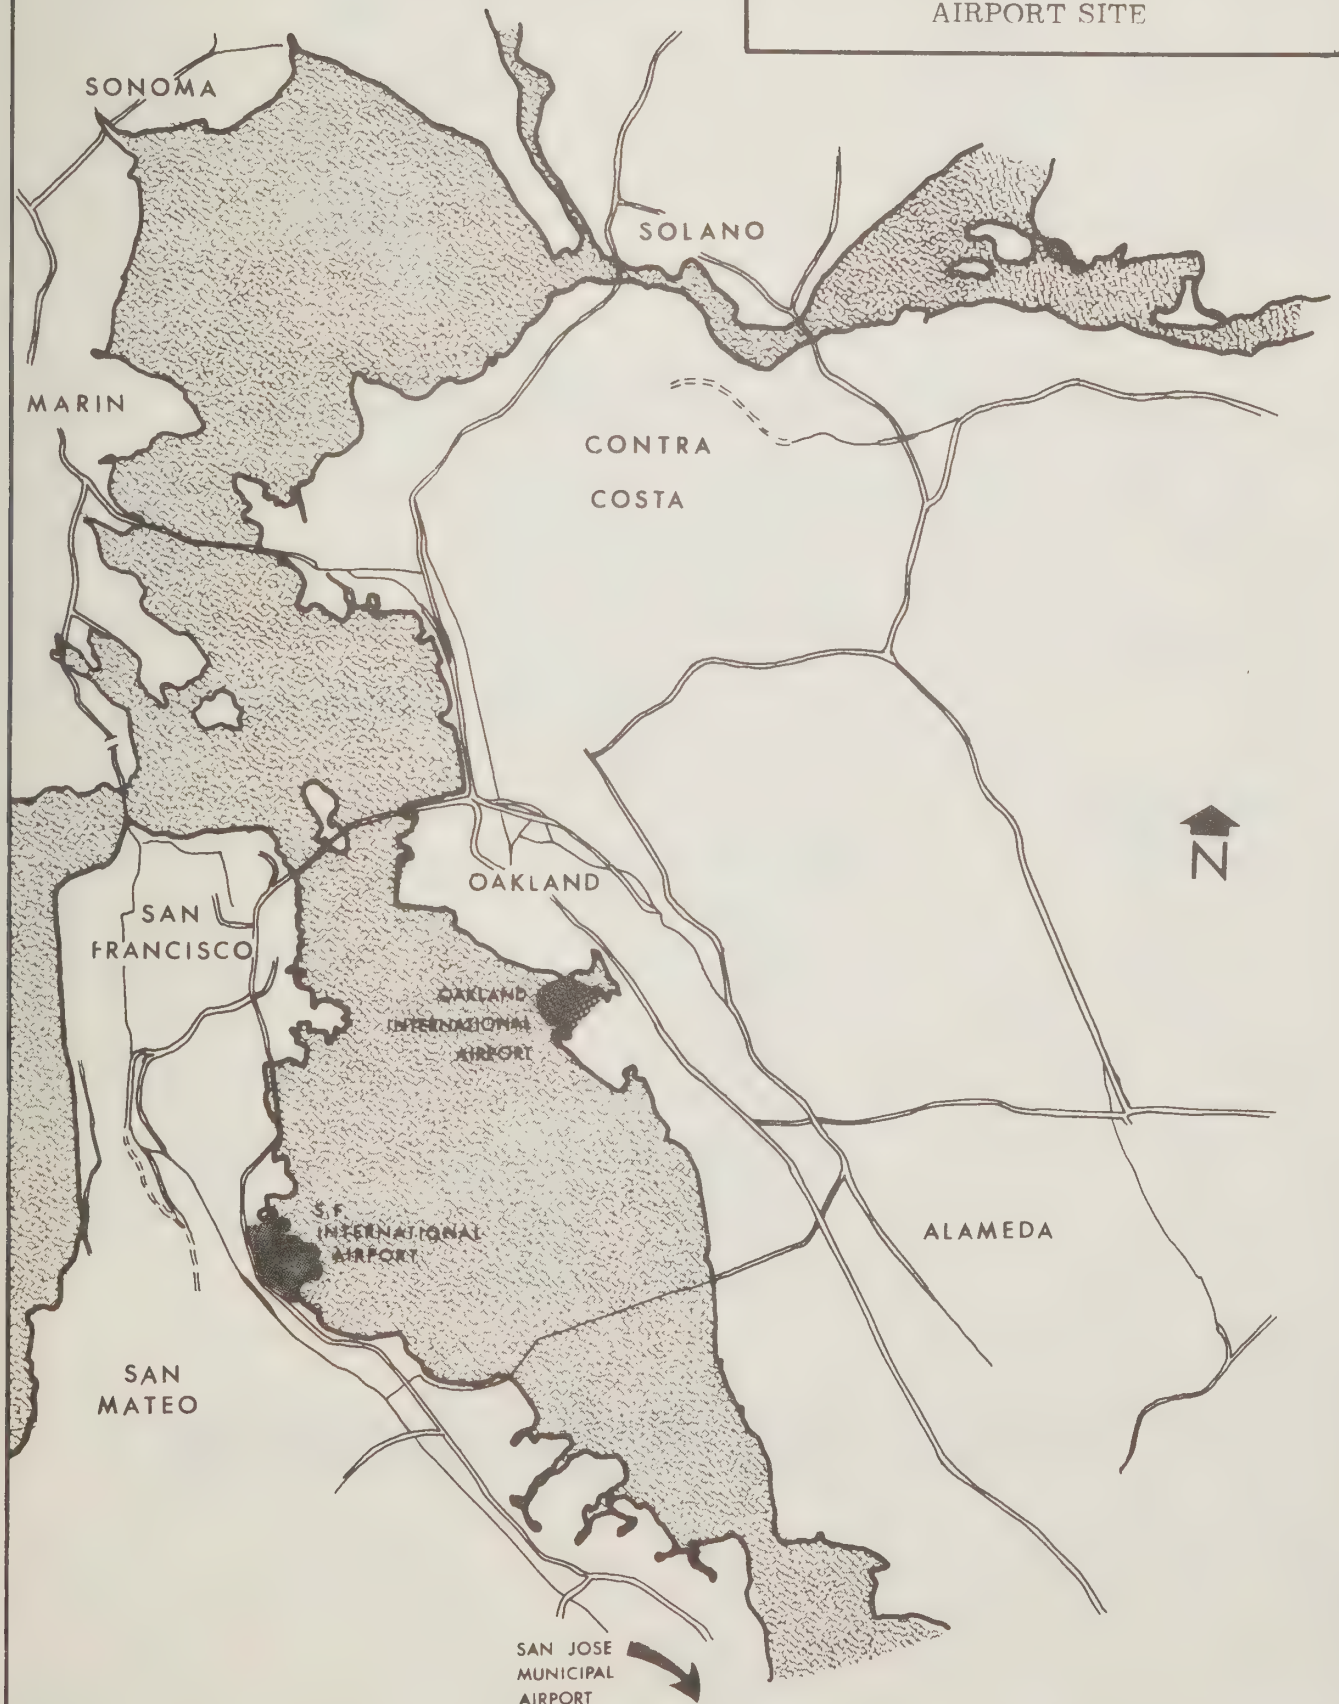 AIRPORT SITE
SONOMA
SOLANO
MARIN
CONTRA
COSTA
N
OAKLAND
SAN
FRANCISCO
OAKLAND
INTERNATIONAL
AIRPORT
S.F.
INTERNATIONAL
AIRPORT
ALAMEDA
SAN
MATEO
SAN JOSE
MUNICIPAL
AIRPORT